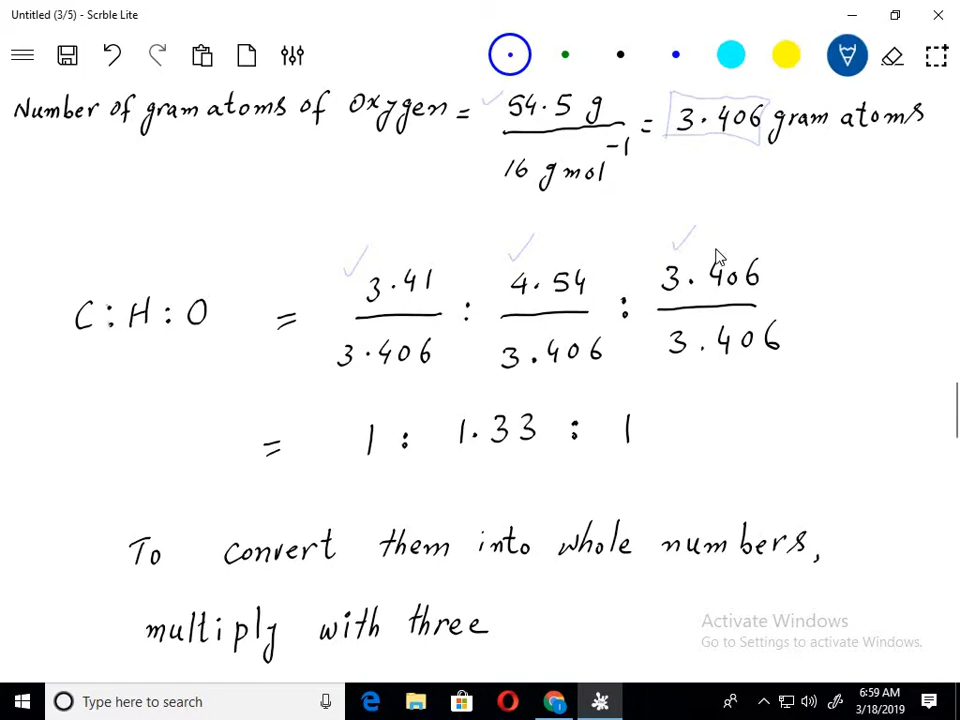 Untitled (3/5) - Scrble Lite
Number of gram atoms of Oxygen = 54.5 g / 16 gmol⁻¹ = 3.406 gram atoms
C : H : O = 3.41 / 3.406 : 4.54 / 3.406 : 3.406 / 3.406
= 1 : 1.33 : 1
To convert them into whole numbers,
multiply with three
Activate Windows
Go to Settings to activate Windows.
Type here to search
6:59 AM
3/18/2019